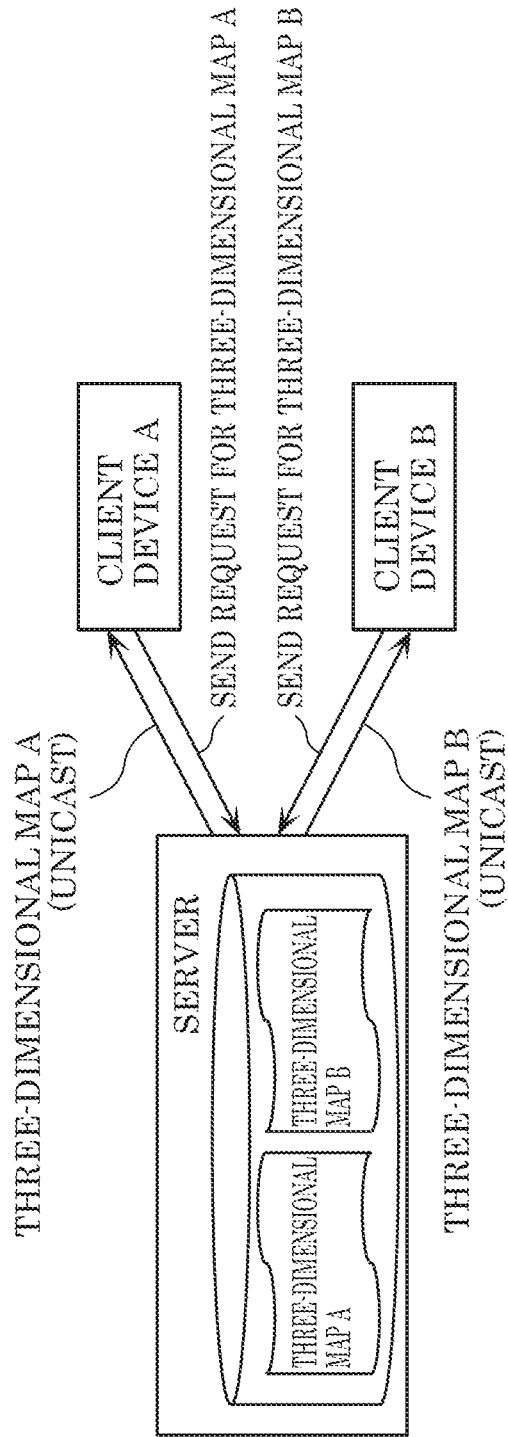 THREE-DIMENSIONAL MAP A
(UNICAST)
SERVER
THREE-DIMENSIONAL
MAP A
THREE-DIMENSIONAL
MAP B
CLIENT
DEVICE A
SEND REQUEST FOR THREE-DIMENSIONAL MAP A
SEND REQUEST FOR THREE-DIMENSIONAL MAP B
CLIENT
DEVICE B
THREE-DIMENSIONAL MAP B
(UNICAST)